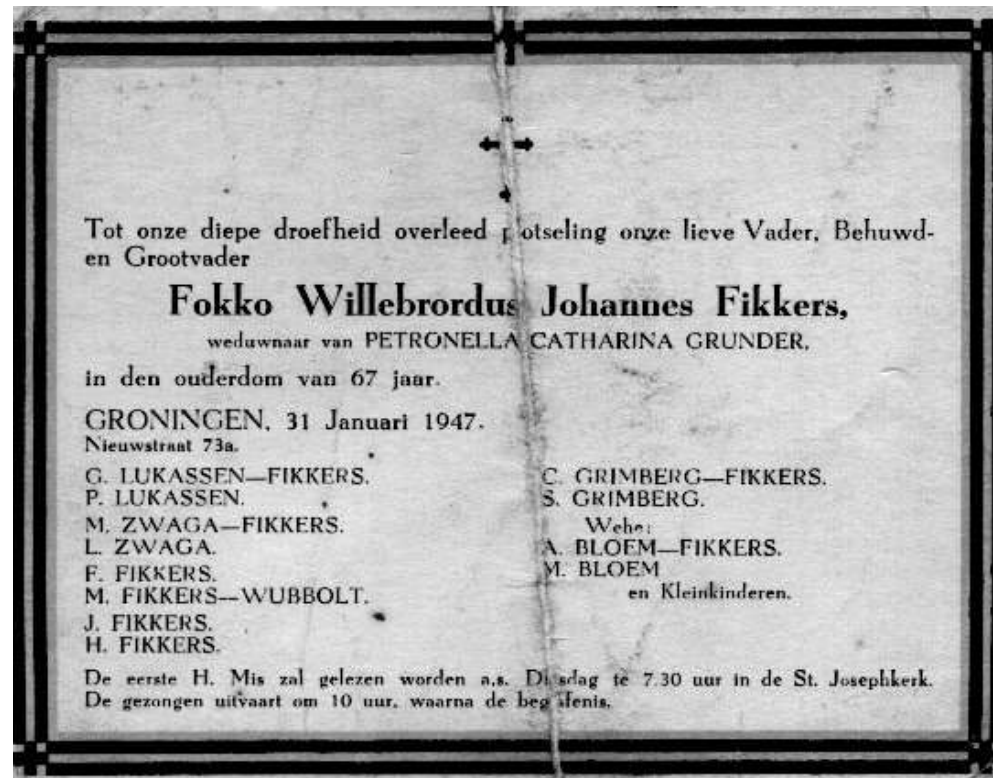 Tot onze diepe droefheid overleed plotseling onze lieve Vader, Behuwd-
en Grootvader
Fokko Willebrordus Johannes Fikkers,
weduwnaar van PETRONELLA CATHARINA GRUNDER,
in den ouderdom van 67 jaar.
GRONINGEN, 31 Januari 1947.
Nieuwstraat 73a.
G. LUKASSEN—FIKKERS.
P. LUKASSEN.
M. ZWAGA—FIKKERS.
L. ZWAGA.
F. FIKKERS.
M. FIKKERS—WUBBOLT.
J. FIKKERS.
H. FIKKERS.
C. GRIMBERG—FIKKERS.
S. GRIMBERG.
Wehe:
A. BLOEM—FIKKERS.
M. BLOEM
en Kleinkinderen.
De eerste H. Mis zal gelezen worden a.s. Dinsdag te 7.30 uur in de St. Josephkerk.
De gezongen uitvaart om 10 uur, waarna de begrafenis.